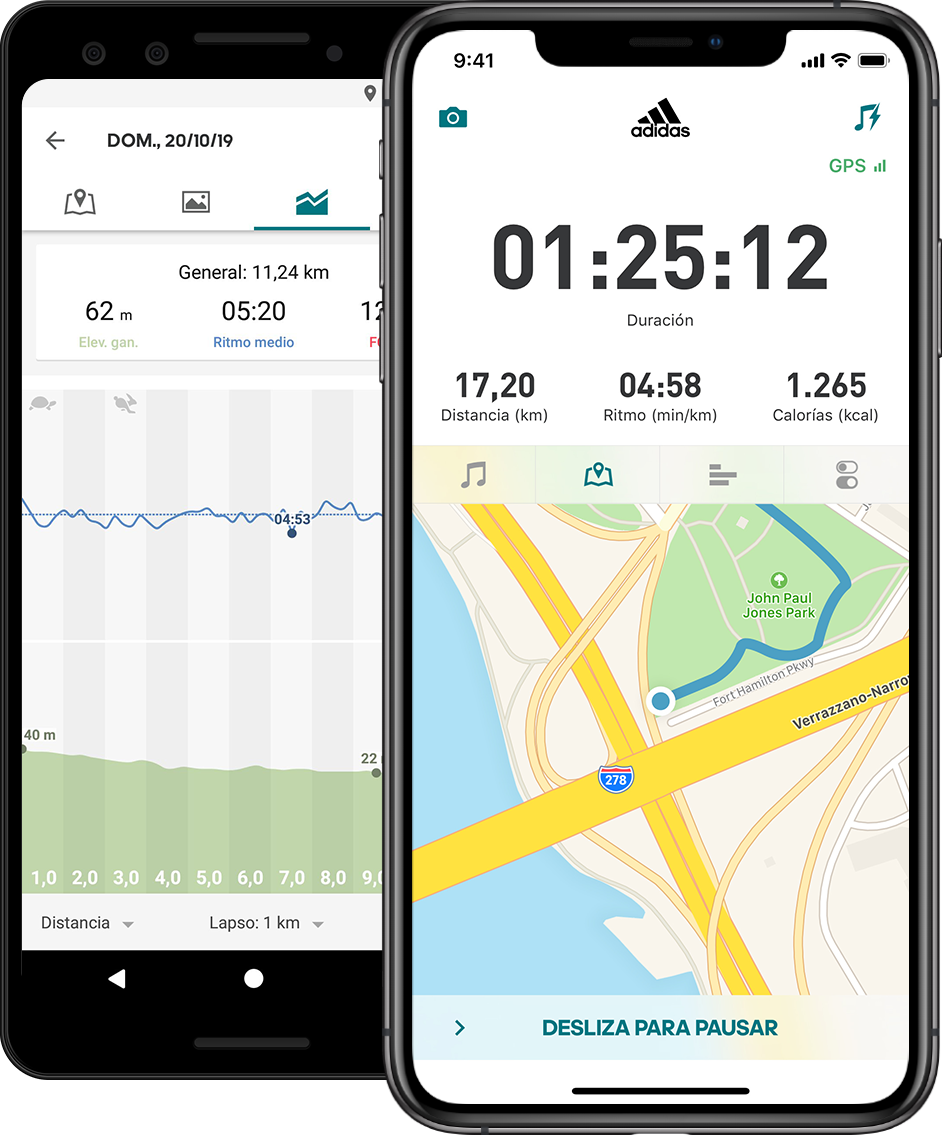 DOM., 20/10/19
General: 11,24 km
62 m
05:20
Elev. gan.
Ritmo medio
04:53
40 m
22
1,0 2,0 3,0 4,0 5,0 6,0 7,0 8,0 9,0
Distancia
Lapso: 1 km
9:41
adidas
GPS
01:25:12
Duración
17,20
04:58
1.265
Distancia (km)
Ritmo (min/km)
Calorías (kcal)
John Paul
Jones Park
Fort Hamilton Pkwy
Verrazzano-Narro
278
DESLIZA PARA PAUSAR